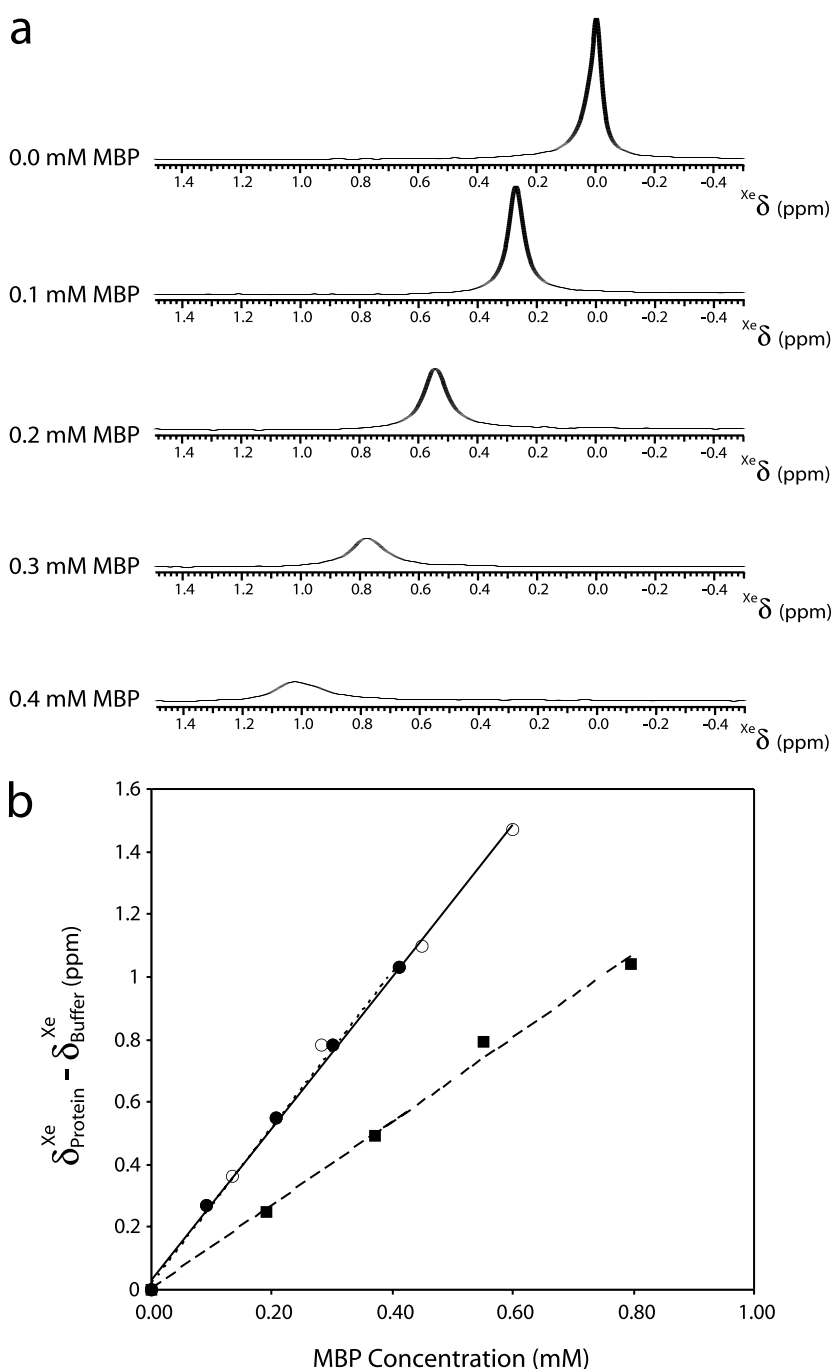 a
0.0 mM MBP
1.4 1.2 1.0 0.8 0.6 0.4 0.2 0.0 -0.2 -0.4
Xeδ (ppm)
0.1 mM MBP
1.4 1.2 1.0 0.8 0.6 0.4 0.2 0.0 -0.2 -0.4
Xeδ (ppm)
0.2 mM MBP
1.4 1.2 1.0 0.8 0.6 0.4 0.2 0.0 -0.2 -0.4
Xeδ (ppm)
0.3 mM MBP
1.4 1.2 1.0 0.8 0.6 0.4 0.2 0.0 -0.2 -0.4
Xeδ (ppm)
0.4 mM MBP
1.4 1.2 1.0 0.8 0.6 0.4 0.2 0.0 -0.2 -0.4
Xeδ (ppm)
b
δXeProtein - δXeBuffer (ppm)
1.6
1.4
1.2
1
0.8
0.6
0.4
0.2
0
0.00 0.20 0.40 0.60 0.80 1.00
MBP Concentration (mM)